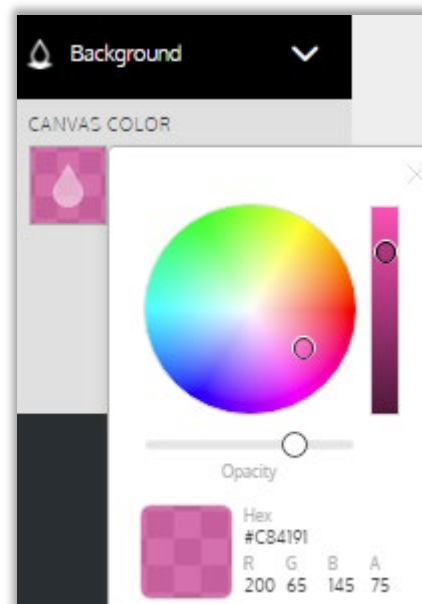 Background
CANVAS COLOR
Opacity
Hex
#C84191
R G B A
200 65 145 75